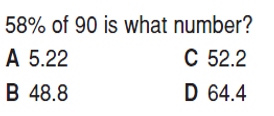 58% of 90 is what number?
A 5.22 C 52.2
B 48.8 D 64.4